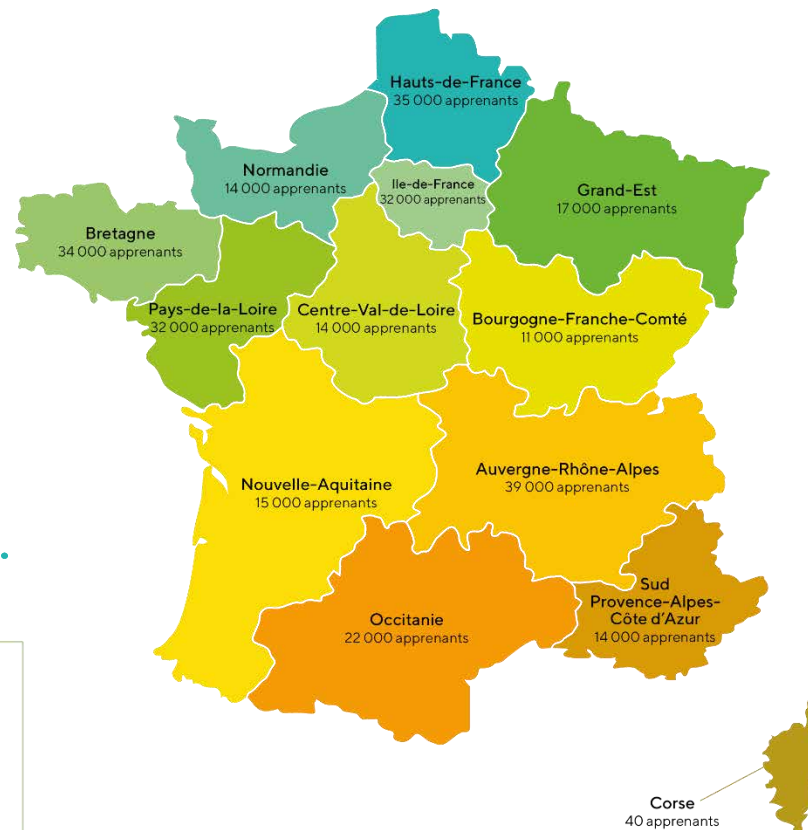 Hauts-de-France
35 000 apprenants
Normandie
14 000 apprenants
Ile-de-France
32 000 apprenants
Grand-Est
17 000 apprenants
Bretagne
34 000 apprenants
Pays-de-la-Loire
32 000 apprenants
Centre-Val-de-Loire
14 000 apprenants
Bourgogne-Franche-Comté
11 000 apprenants
Nouvelle-Aquitaine
15 000 apprenants
Auvergne-Rhône-Alpes
39 000 apprenants
Occitanie
22 000 apprenants
Sud
Provence-Alpes-
Côte d'Azur
14 000 apprenants
Corse
40 apprenants